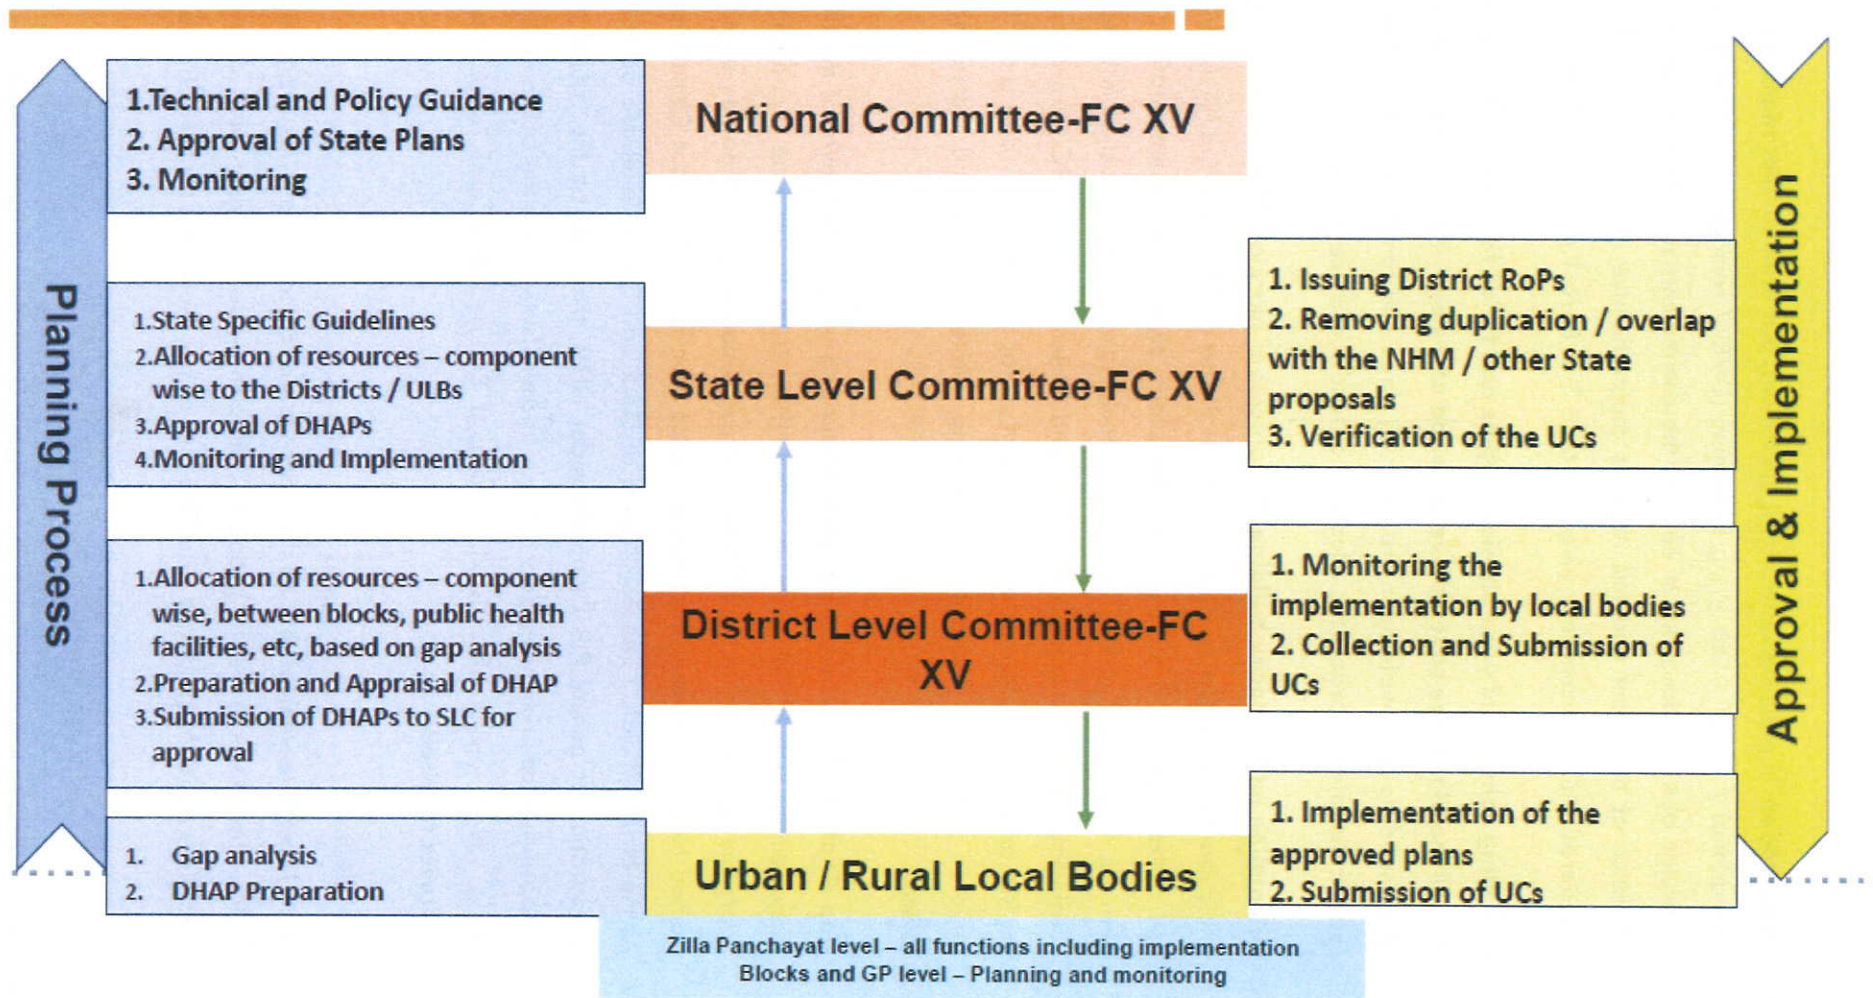 Planning Process
1.Technical and Policy Guidance
2. Approval of State Plans
3. Monitoring
National Committee-FC XV
1.State Specific Guidelines
2.Allocation of resources – component
wise to the Districts / ULBs
3.Approval of DHAPs
4.Monitoring and Implementation
State Level Committee-FC XV
1. Issuing District RoPs
2. Removing duplication / overlap
with the NHM / other State
proposals
3. Verification of the UCs
1.Allocation of resources – component
wise, between blocks, public health
facilities, etc, based on gap analysis
2.Preparation and Appraisal of DHAP
3.Submission of DHAPs to SLC for
approval
District Level Committee-FC
XV
1. Monitoring the
implementation by local bodies
2. Collection and Submission of
UCs
1. Gap analysis
2. DHAP Preparation
Urban / Rural Local Bodies
1. Implementation of the
approved plans
2. Submission of UCs
Zilla Panchayat level – all functions including implementation
Blocks and GP level – Planning and monitoring
Approval & Implementation